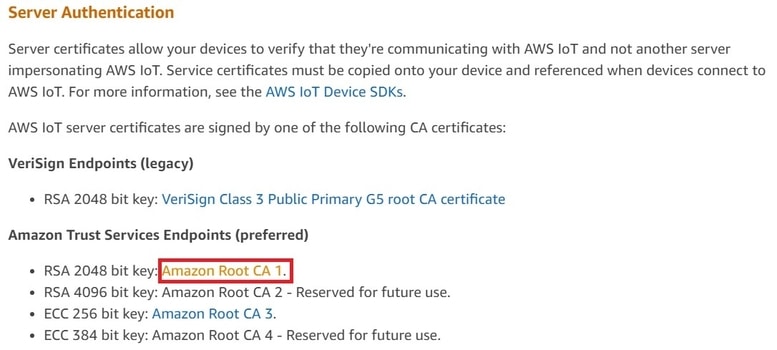 Server Authentication
Server certificates allow your devices to verify that they're communicating with AWS IoT and not another server
impersonating AWS IoT. Service certificates must be copied onto your device and referenced when devices connect to
AWS IoT. For more information, see the AWS IoT Device SDKs.
AWS IoT server certificates are signed by one of the following CA certificates:
VeriSign Endpoints (legacy)
• RSA 2048 bit key: VeriSign Class 3 Public Primary G5 root CA certificate
Amazon Trust Services Endpoints (preferred)
• RSA 2048 bit key: Amazon Root CA 1.
• RSA 4096 bit key: Amazon Root CA 2 - Reserved for future use.
• ECC 256 bit key: Amazon Root CA 3.
• ECC 384 bit key: Amazon Root CA 4 - Reserved for future use.